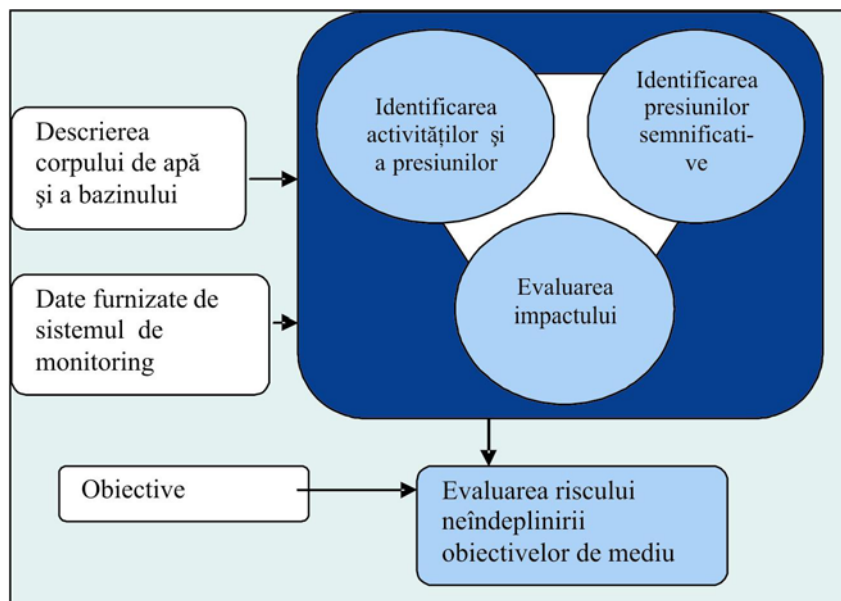 Descrierea
corpului de apă
şi a bazinului
Identificarea
activităților şi
a presiunilor
Identificarea
presiunilor
semnificati-
ve
Date furnizate de
sistemul de
monitoring
Evaluarea
impactului
Obiective
Evaluarea riscului
neîndeplinirii
obiectivelor de mediu